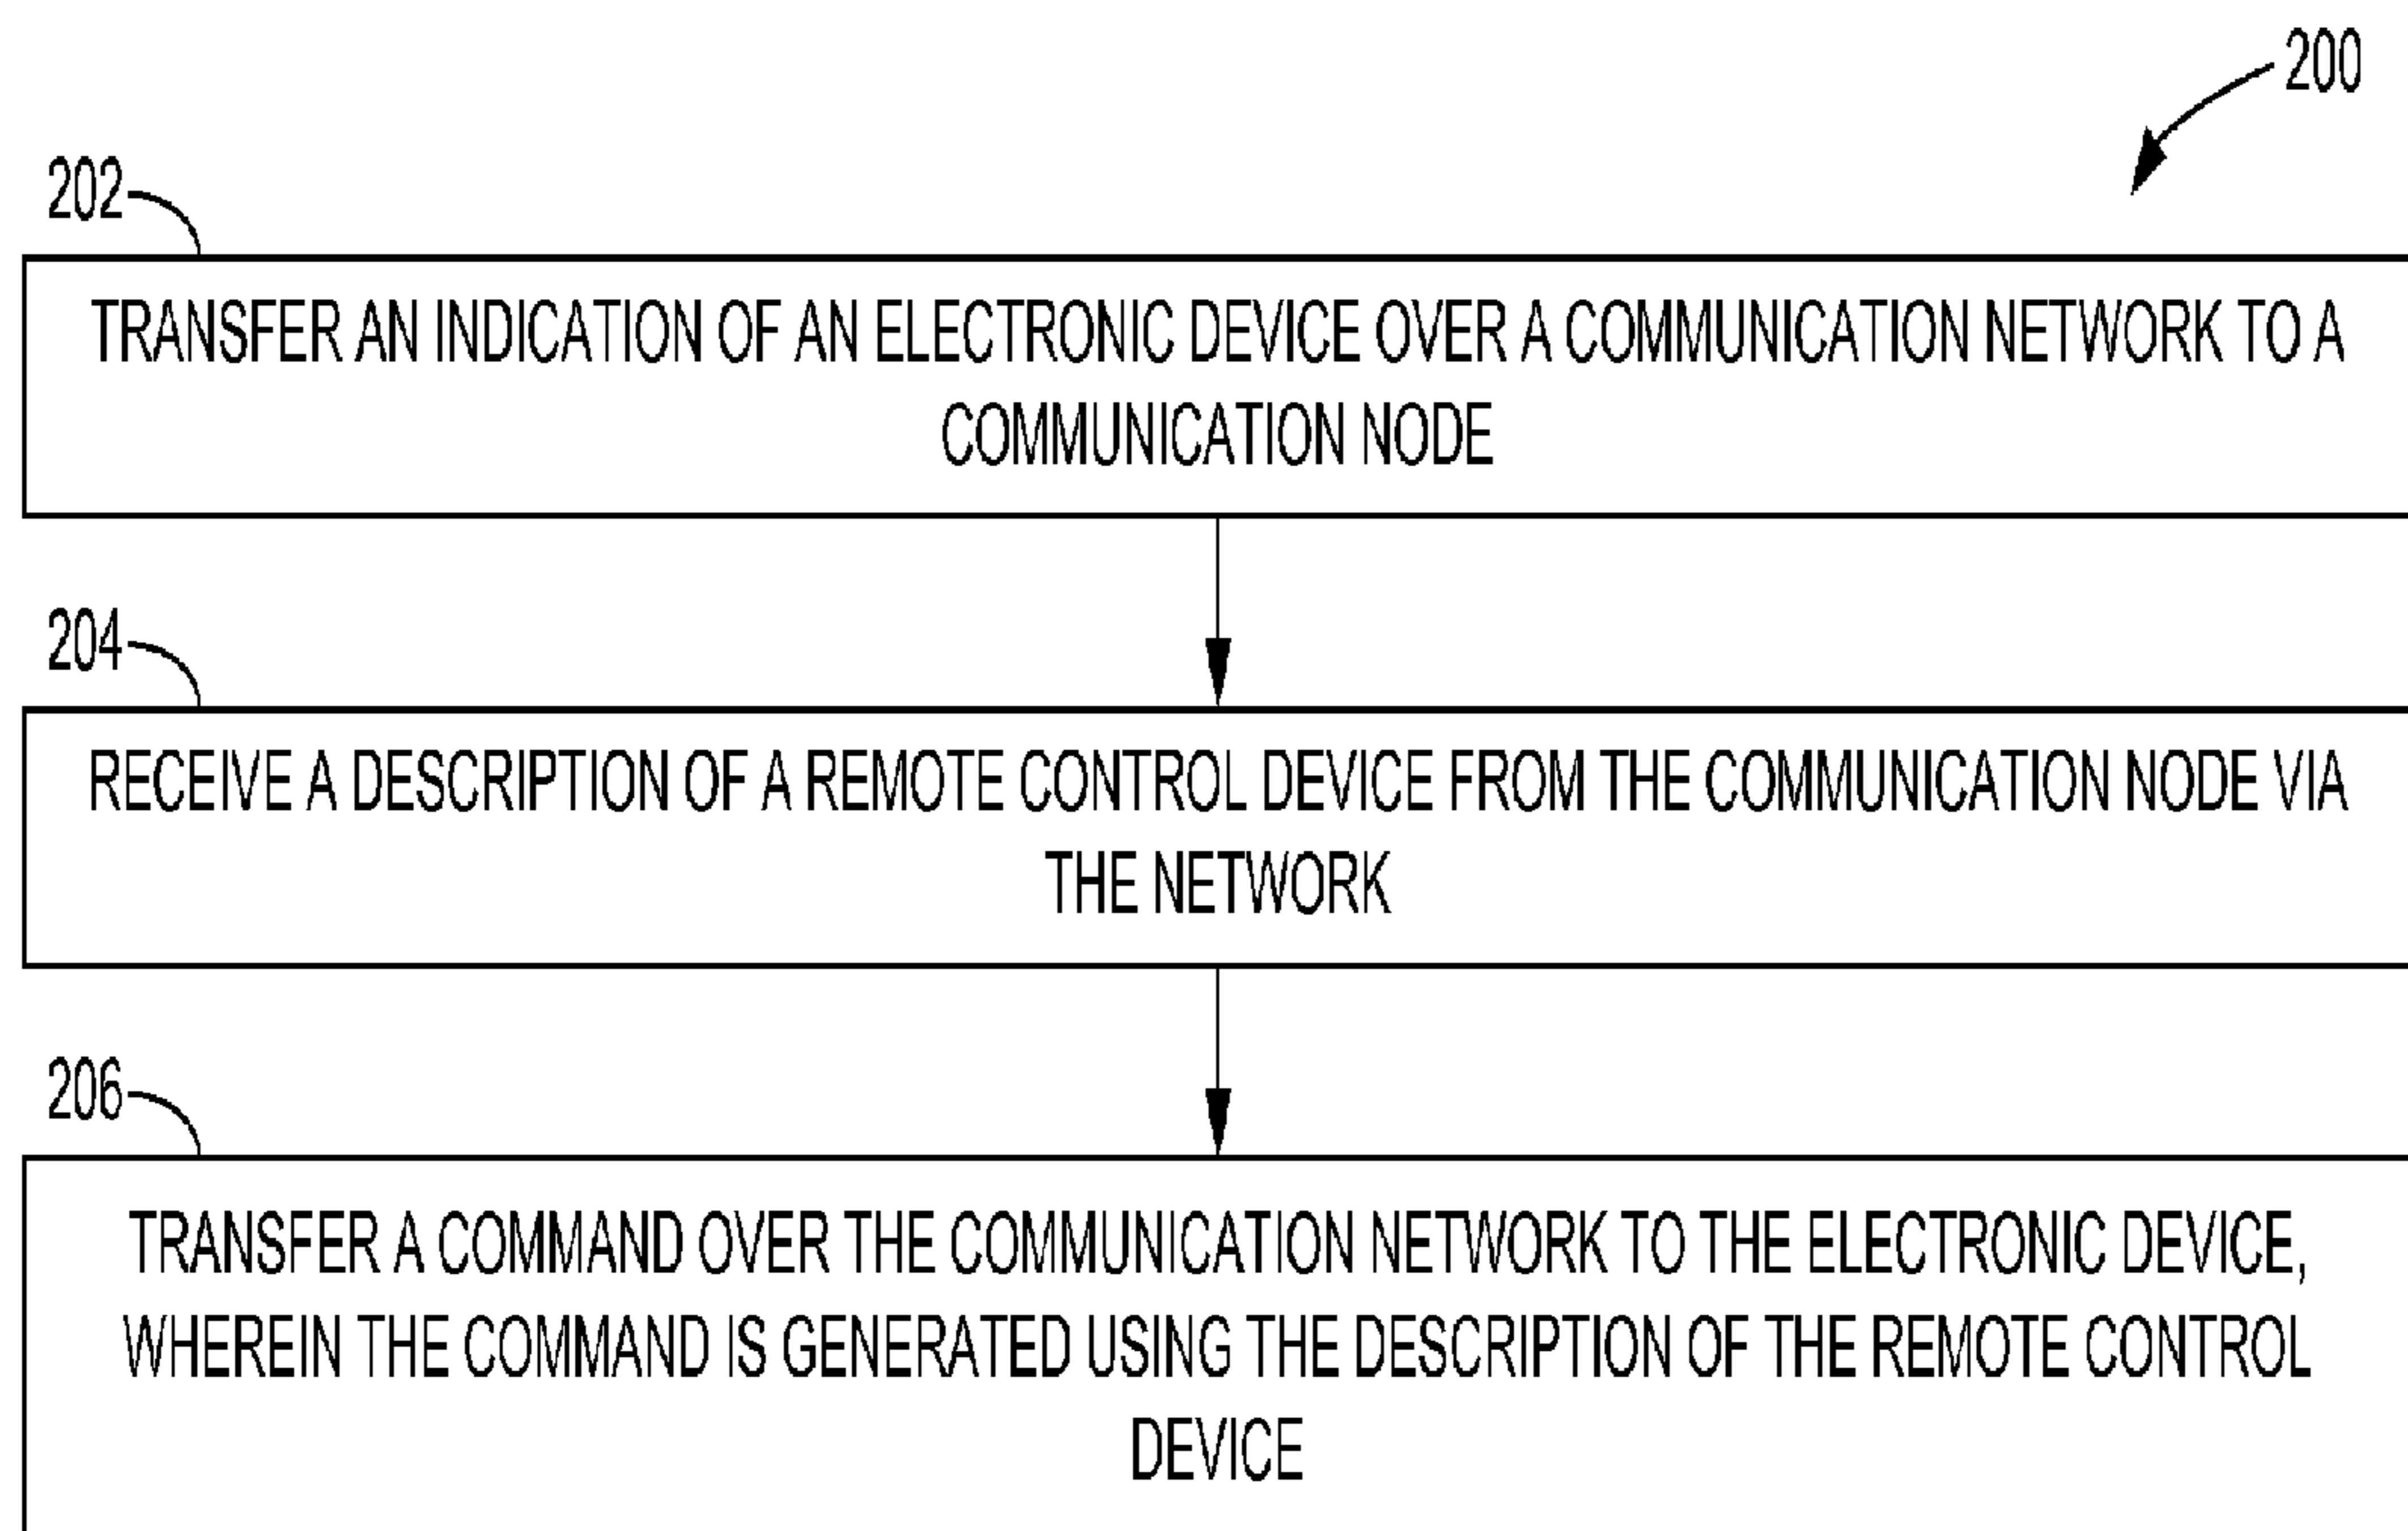 200
202
TRANSFER AN INDICATION OF AN ELECTRONIC DEVICE OVER A COMMUNICATION NETWORK TO A
COMMUNICATION NODE
204
RECEIVE A DESCRIPTION OF A REMOTE CONTROL DEVICE FROM THE COMMUNICATION NODE VIA
THE NETWORK
206
TRANSFER A COMMAND OVER THE COMMUNICATION NETWORK TO THE ELECTRONIC DEVICE,
WHEREIN THE COMMAND IS GENERATED USING THE DESCRIPTION OF THE REMOTE CONTROL
DEVICE